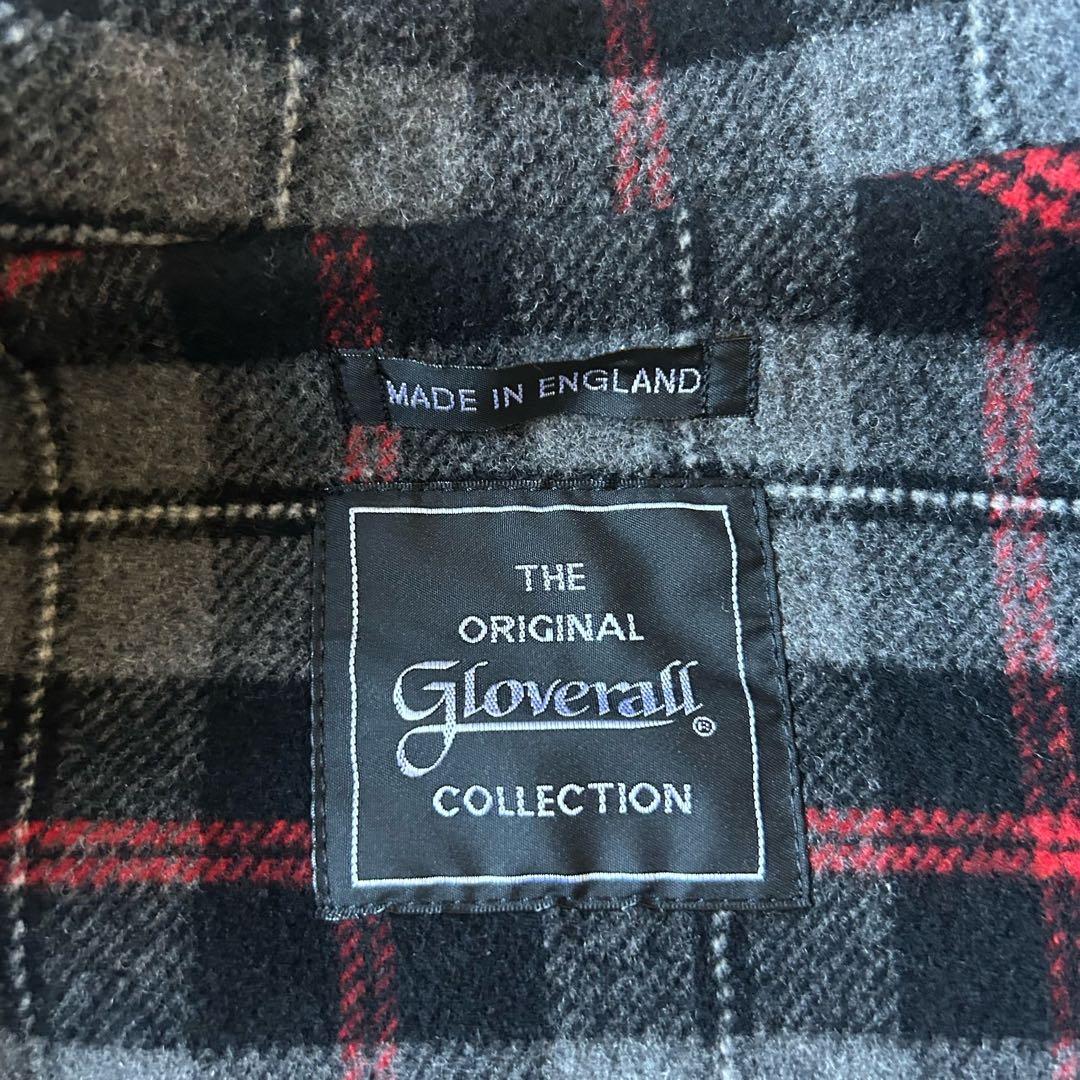 MADE IN ENGLAND
THE
ORIGINAL
Gloverall®
COLLECTION